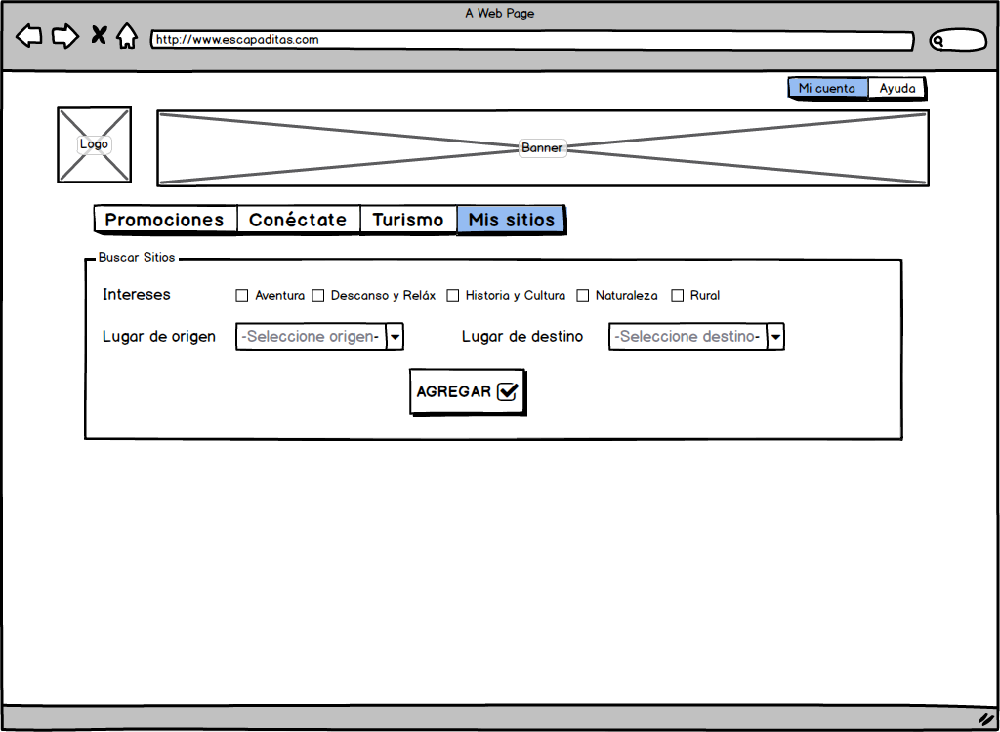 A Web Page
http://www.escapaditas.com
Mi cuenta Ayuda
Logo
Banner
Promociones Conéctate Turismo Mis sitios
Buscar Sitios
Intereses Aventura Descanso y Reláx Historia y Cultura Naturaleza Rural
Lugar de origen -Seleccione origen- Lugar de destino -Seleccione destino-
AGREGAR